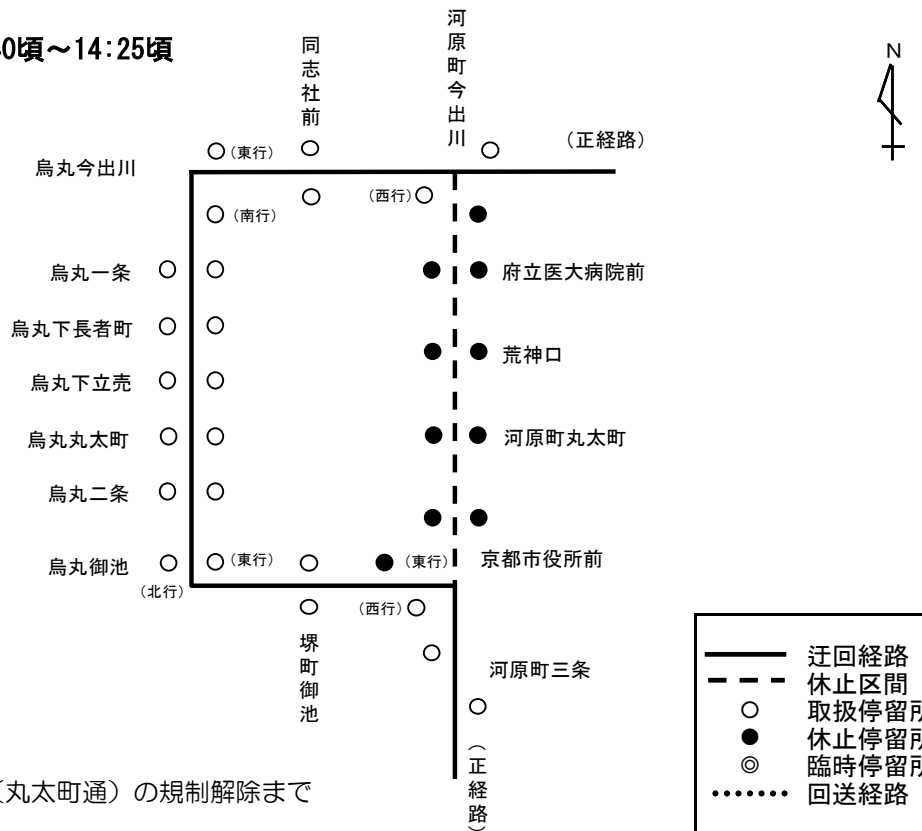 0頃～14:25頃
同志社前
河原町今出川
N
(正経路)
(東行)
烏丸今出川
(西行)
(南行)
烏丸一条
府立医大病院前
烏丸下長者町
荒神口
烏丸下立売
烏丸丸太町
河原町丸太町
烏丸二条
烏丸御池
(東行)
(東行)
京都市役所前
(北行)
(西行)
堺町御池
河原町三条
(正経路)
迂回経路
休止区間
取扱停留所
休止停留所
臨時停留所
回送経路
(丸太町通)の規制解除まで